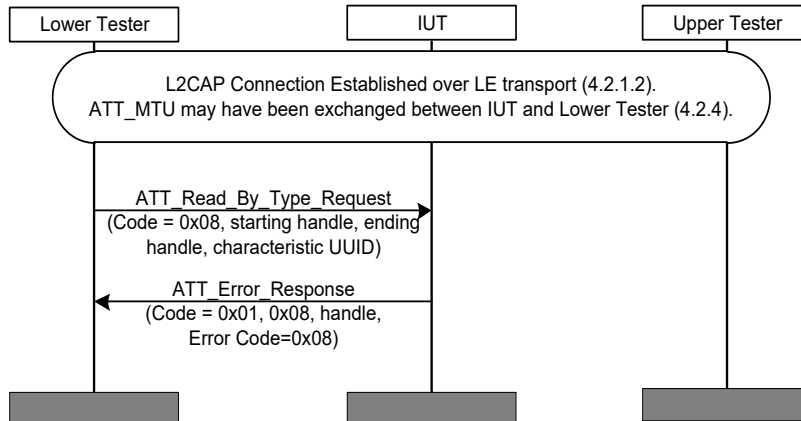 Lower Tester
IUT
Upper Tester
L2CAP Connection Established over LE transport (4.2.1.2).
ATT_MTU may have been exchanged between IUT and Lower Tester (4.2.4).
ATT_Read_By_Type_Request
(Code = 0x08, starting handle, ending
handle, characteristic UUID)
ATT_Error_Response
(Code = 0x01, 0x08, handle,
Error Code=0x08)